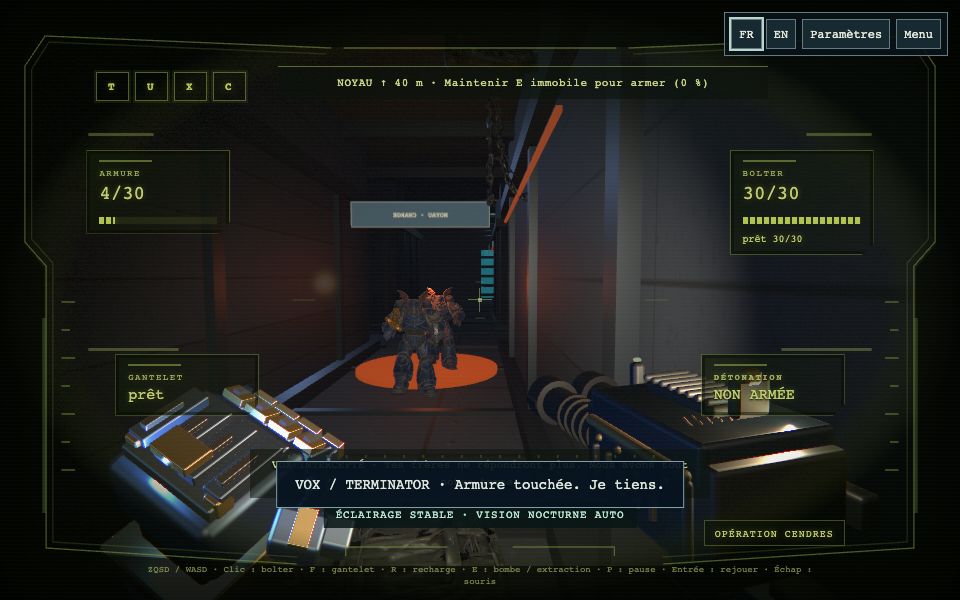 FR EN Paramètres Menu
T U X C
NOYAU ↑ 40 m · Maintenir E immobile pour armer (0 %)
ARMURE
4/30
BOLTER
30/30
prêt 30/30
NOYAU · CHARGE
GANTELET
prêt
DÉTONATION
NON ARMÉE
VOX / TERMINATOR · Armure touchée. Je tiens.
ÉCLAIRAGE STABLE · VISION NOCTURNE AUTO
OPÉRATION CENDRES
ZQSD / WASD · Clic : bolter · F : gantelet · R : recharge · E : bombe / extraction · P : pause · Entrée : rejouer · Échap :
souris